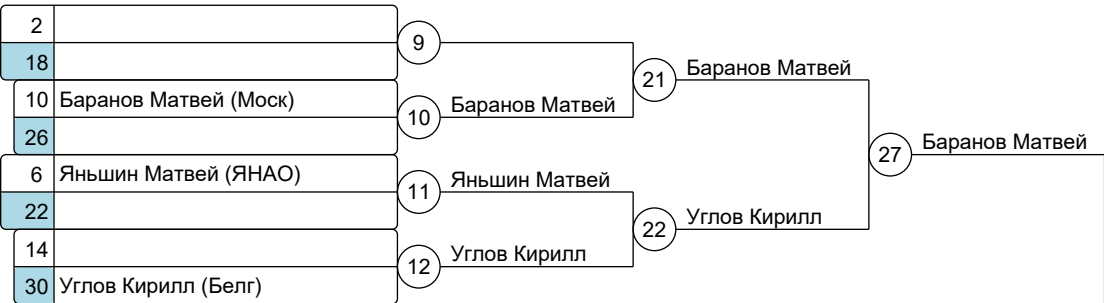 2
9
18
21 Баранов Матвей
10 Баранов Матвей (Моск)
10 Баранов Матвей
26
27 Баранов Матвей
6 Яньшин Матвей (ЯНАО)
11 Яньшин Матвей
22
22 Углов Кирилл
14
12 Углов Кирилл
30 Углов Кирилл (Белг)